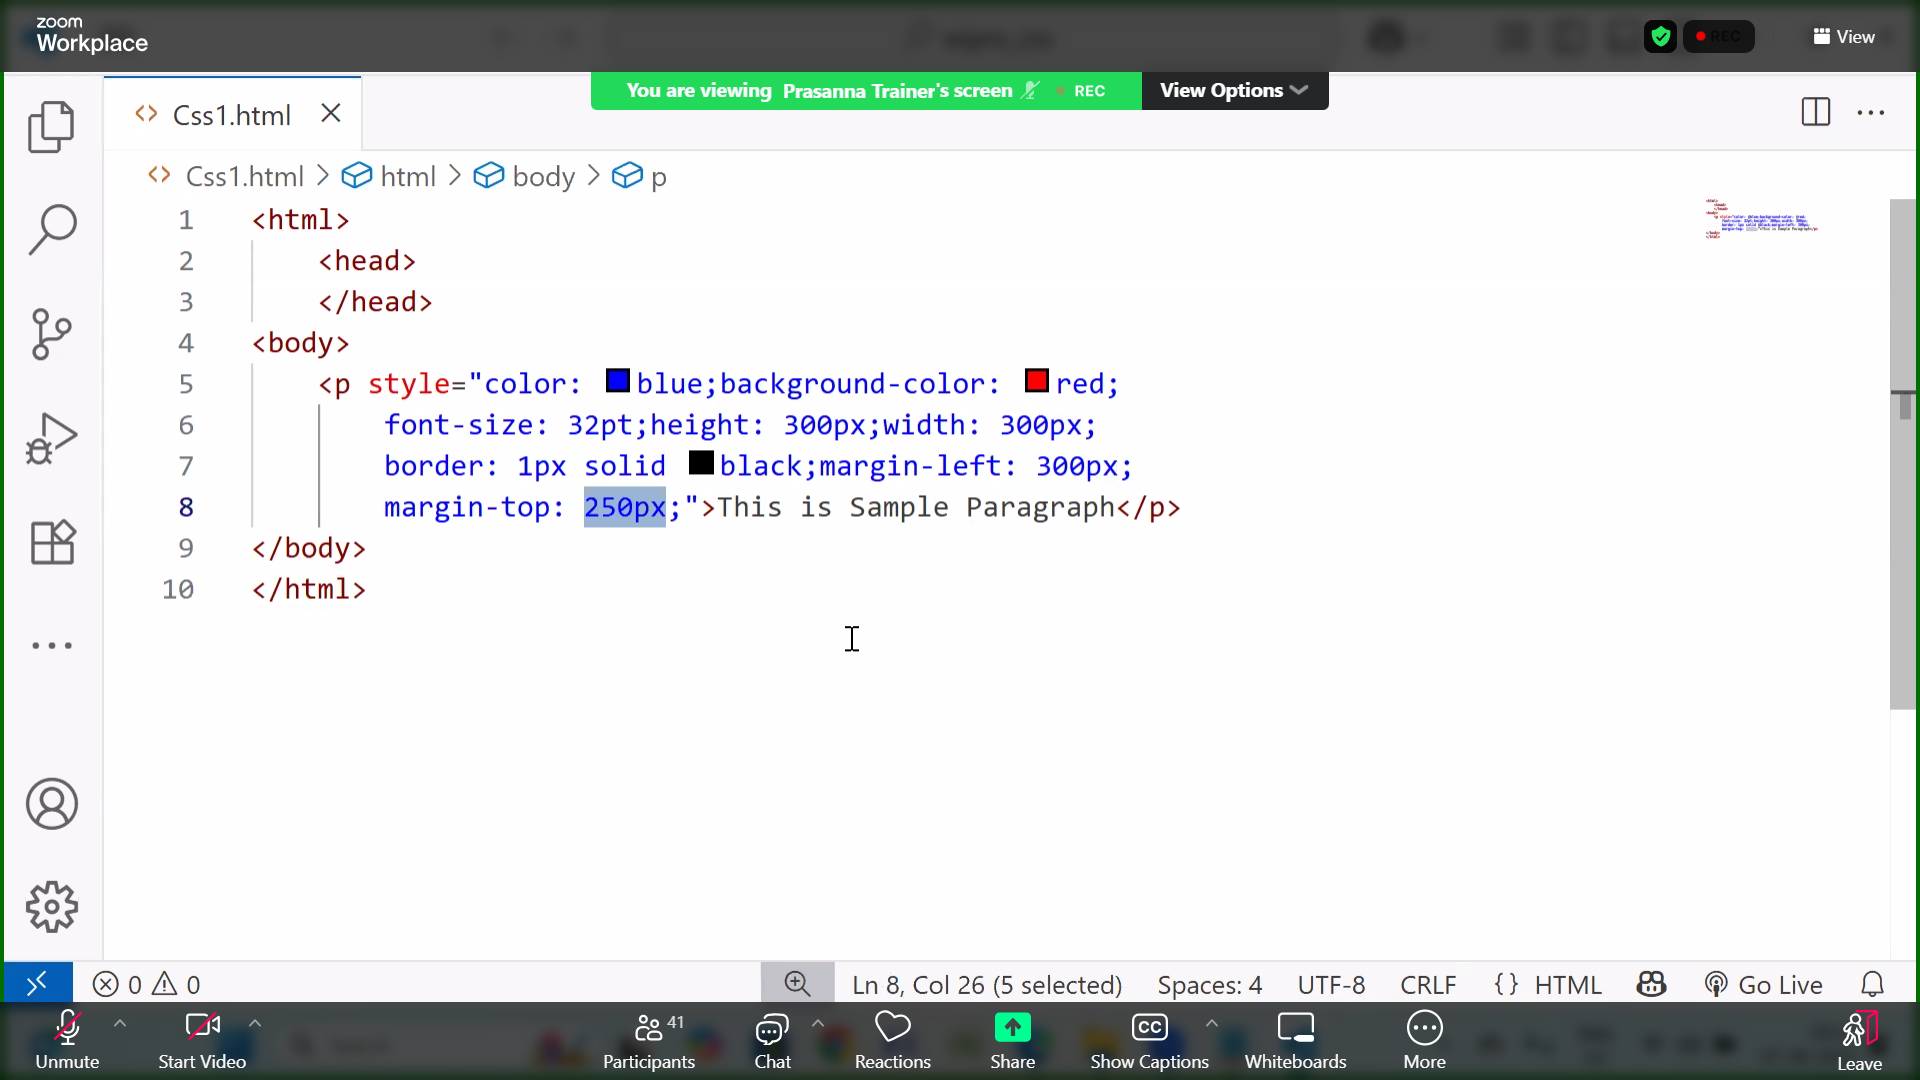 zoom
Workplace
REC
View
You are viewing Prasanna Trainer's screen
REC
View Options
Css1.html
Css1.html > html > body > p
1 <html>
2 <head>
3 </head>
4 <body>
5 <p style="color: blue;background-color: red;
6 font-size: 32pt;height: 300px;width: 300px;
7 border: 1px solid black;margin-left: 300px;
8 margin-top: 250px;">This is Sample Paragraph</p>
9 </body>
10 </html>
0 0
Ln 8, Col 26 (5 selected)
Spaces: 4
UTF-8
CRLF
{} HTML
Go Live
Unmute
Start Video
41
Participants
Chat
Reactions
Share
CC
Show Captions
Whiteboards
More
Leave